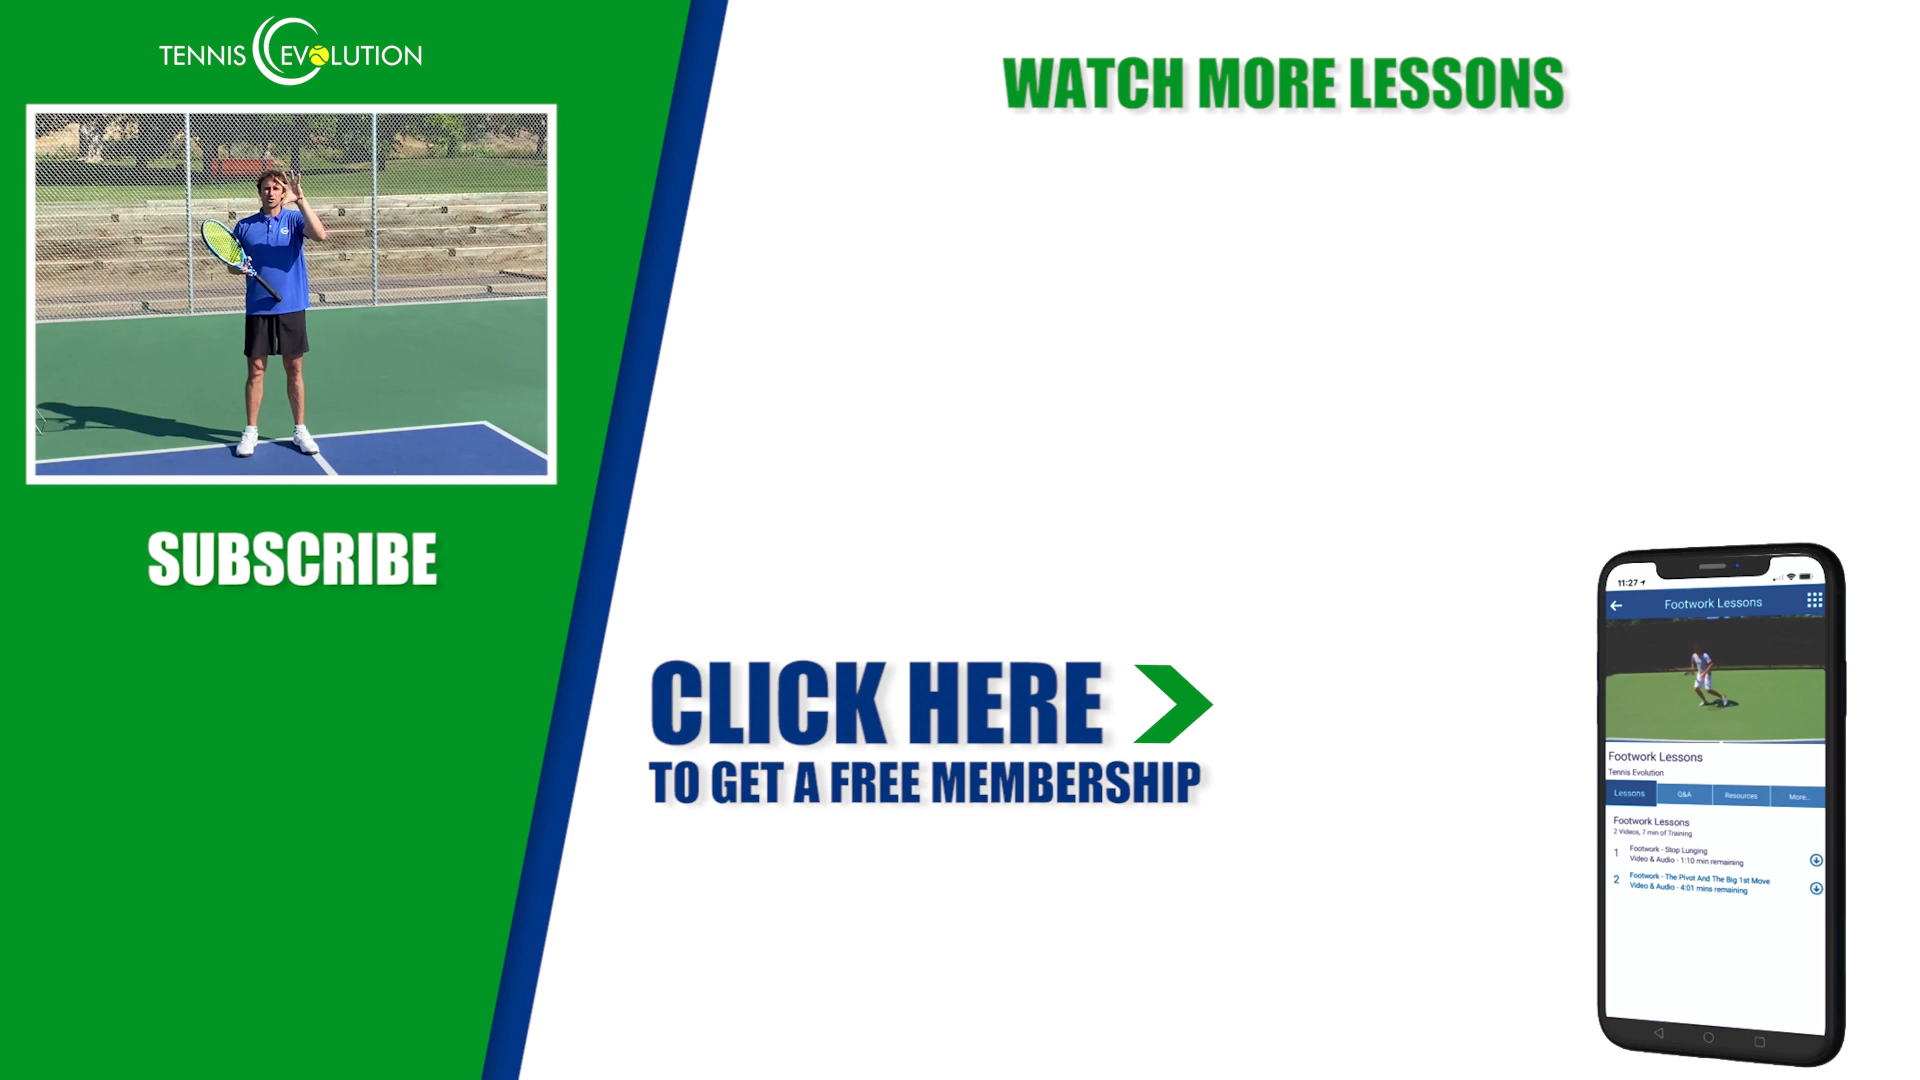 TENNIS EVOLUTION
WATCH MORE LESSONS
SUBSCRIBE
CLICK HERE
TO GET A FREE MEMBERSHIP
11:27
Footwork Lessons
Footwork Lessons
Tennis Evolution
Lessons Q&A Resources More...
Footwork Lessons
2 Videos, 7 min of Training
1 Footwork - Stop Lunging
Video & Audio - 1:10 min remaining
2 Footwork - The Pivot And The Big 1st Move
Video & Audio - 4:01 mins remaining